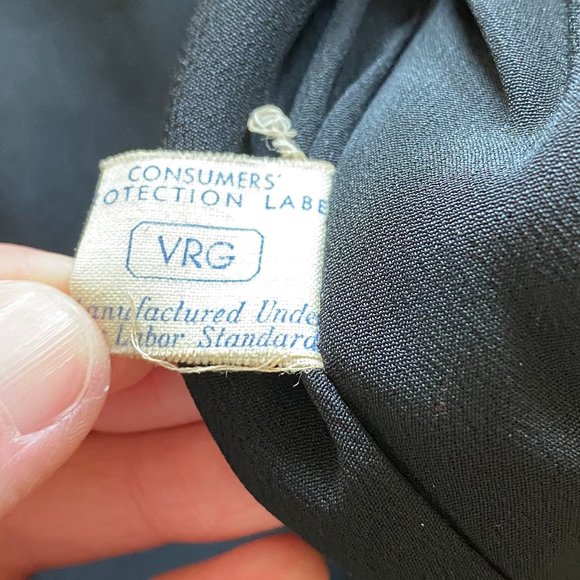 CONSUMERS'
OTECTION LABE
VRG
anufactured Unde
Labor Standard